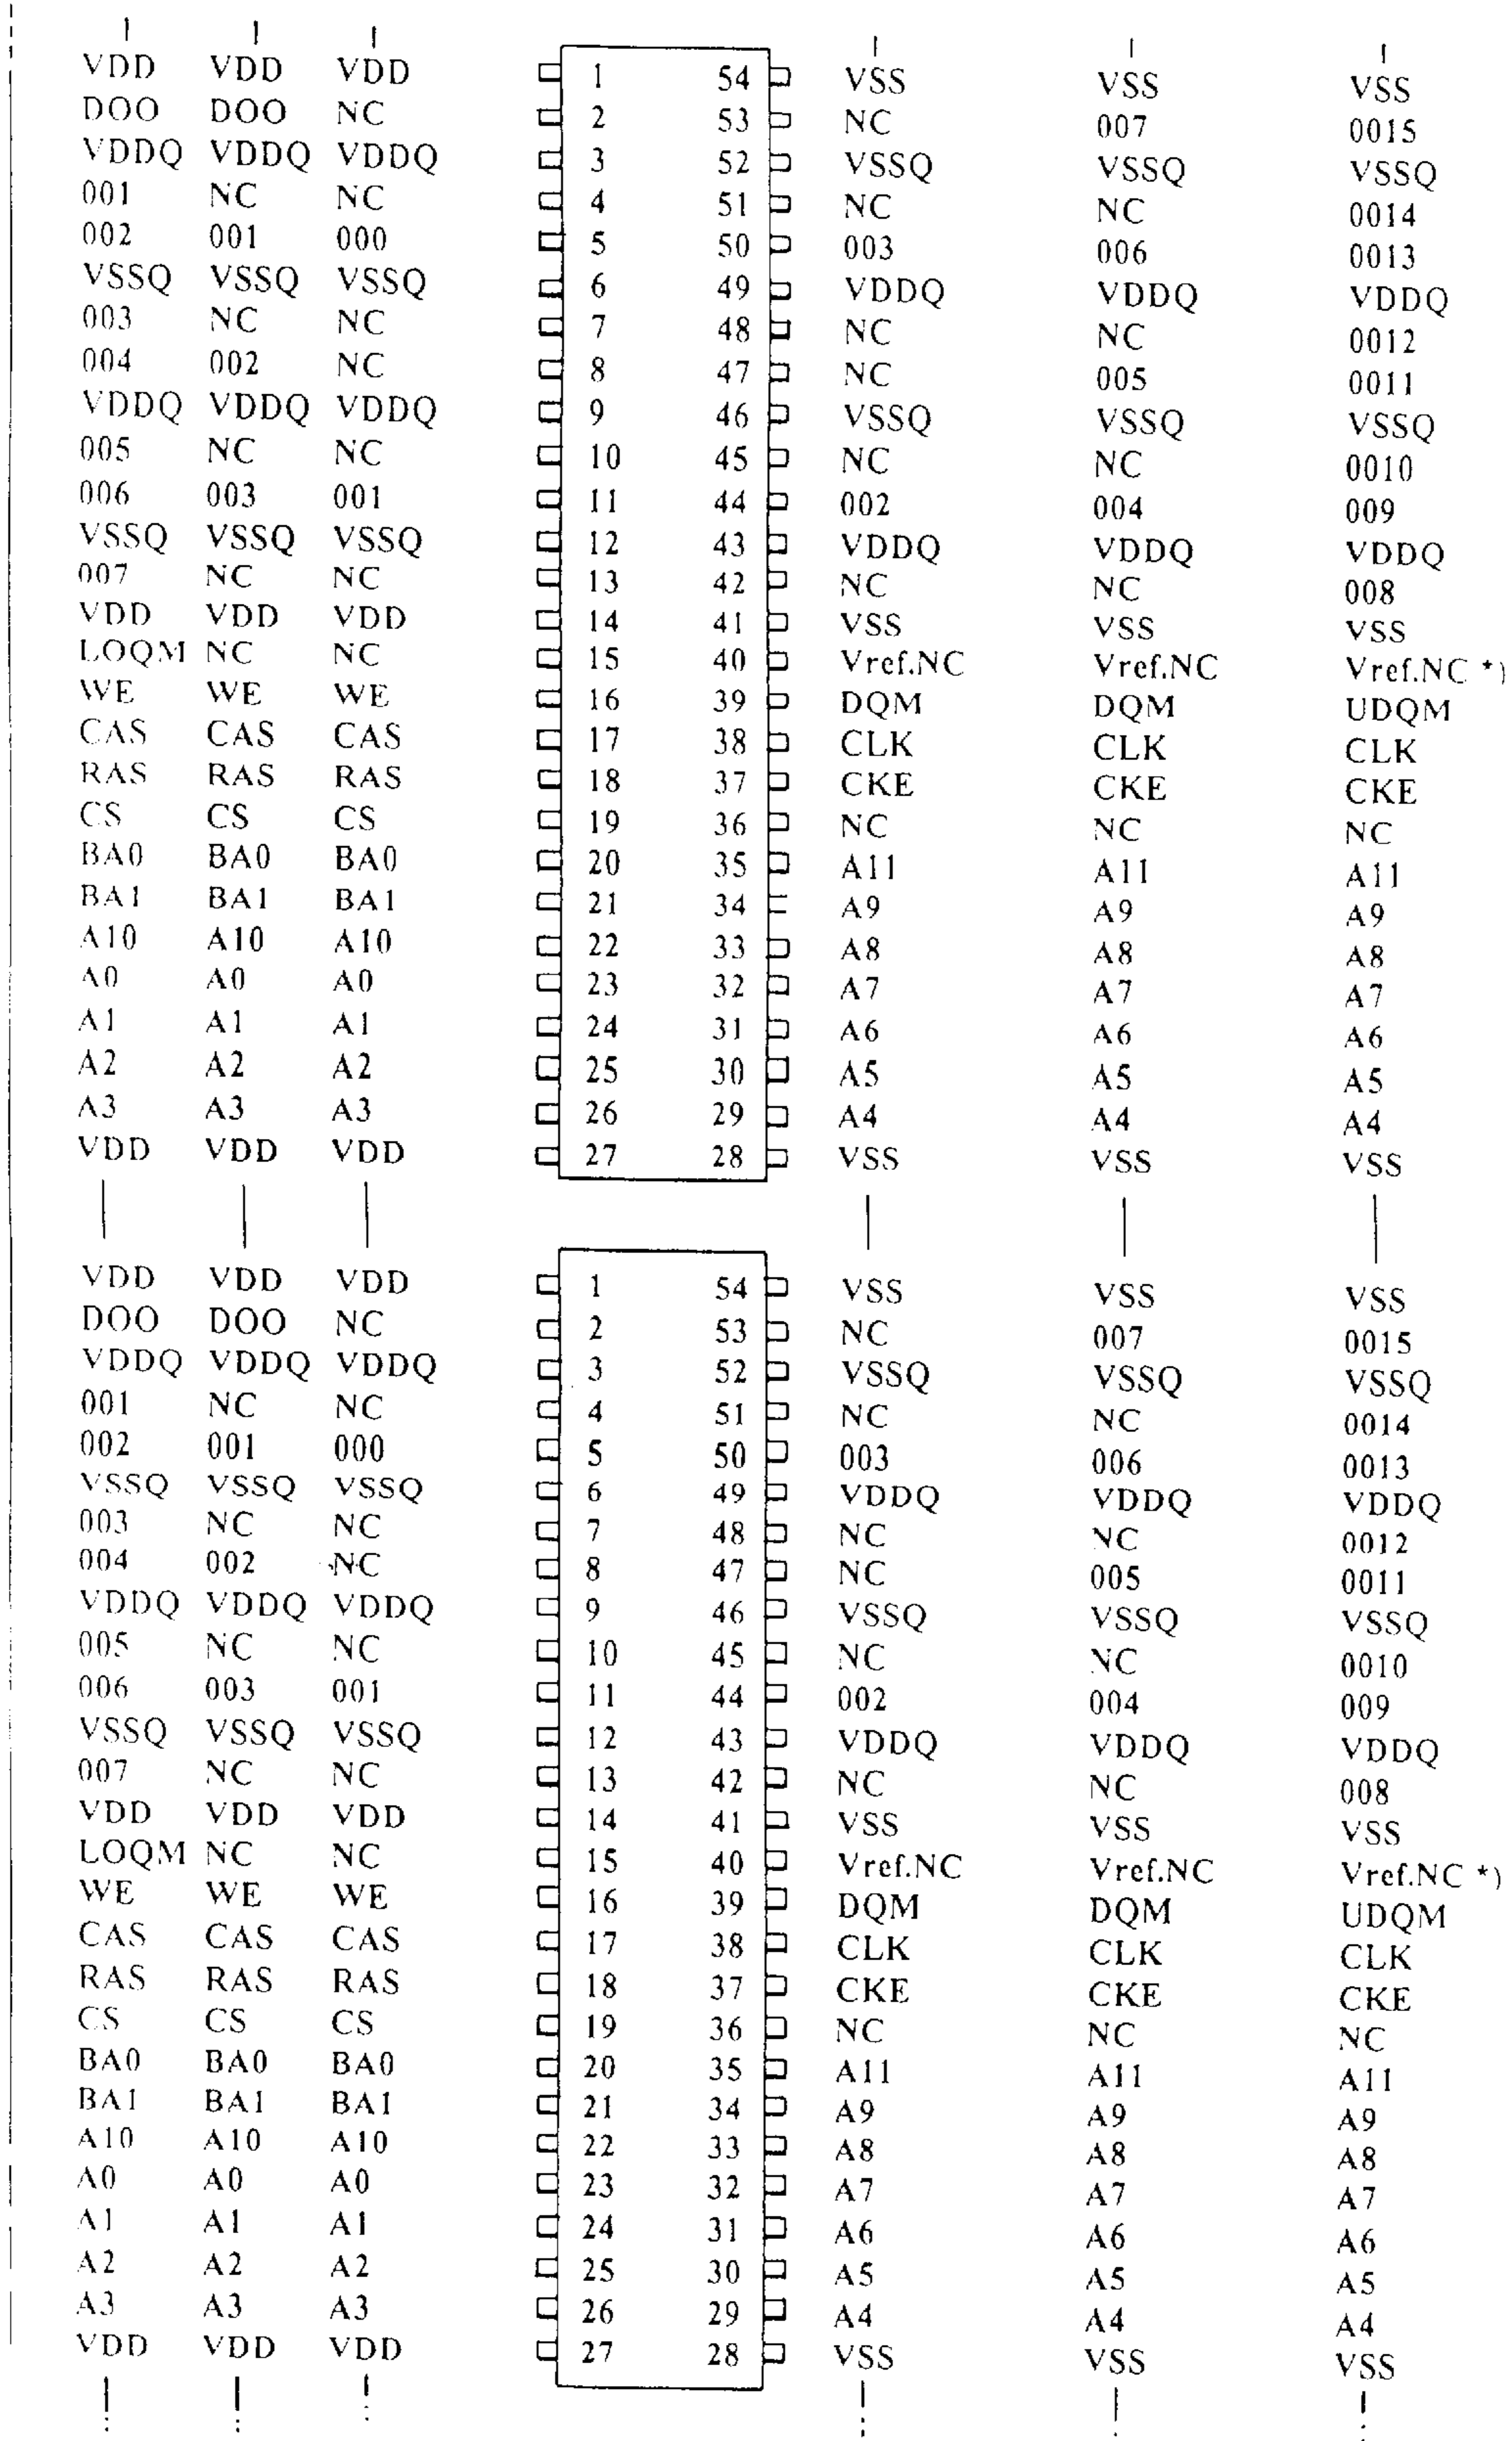 VDD VDD VDD 1 54 VSS VSS VSS
DOO DOO NC 2 53 NC 007 0015
VDDQ VDDQ VDDQ 3 52 VSSQ VSSQ VSSQ
001 NC NC 4 51 NC NC 0014
002 001 000 5 50 003 006 0013
VSSQ VSSQ VSSQ 6 49 VDDQ VDDQ VDDQ
003 NC NC 7 48 NC NC 0012
004 002 NC 8 47 NC 005 0011
VDDQ VDDQ VDDQ 9 46 VSSQ VSSQ VSSQ
005 NC NC 10 45 NC NC 0010
006 003 001 11 44 002 004 009
VSSQ VSSQ VSSQ 12 43 VDDQ VDDQ VDDQ
007 NC NC 13 42 NC NC 008
VDD VDD VDD 14 41 VSS VSS VSS
LOQM NC NC 15 40 Vref.NC Vref.NC Vref.NC *)
WE WE WE 16 39 DQM DQM UDQM
CAS CAS CAS 17 38 CLK CLK CLK
RAS RAS RAS 18 37 CKE CKE CKE
CS CS CS 19 36 NC NC NC
BA0 BA0 BA0 20 35 A11 A11 A11
BA1 BA1 BA1 21 34 A9 A9 A9
A10 A10 A10 22 33 A8 A8 A8
A0 A0 A0 23 32 A7 A7 A7
A1 A1 A1 24 31 A6 A6 A6
A2 A2 A2 25 30 A5 A5 A5
A3 A3 A3 26 29 A4 A4 A4
VDD VDD VDD 27 28 VSS VSS VSS
VDD VDD VDD 1 54 VSS VSS VSS
DOO DOO NC 2 53 NC 007 0015
VDDQ VDDQ VDDQ 3 52 VSSQ VSSQ VSSQ
001 NC NC 4 51 NC NC 0014
002 001 000 5 50 003 006 0013
VSSQ VSSQ VSSQ 6 49 VDDQ VDDQ VDDQ
003 NC NC 7 48 NC NC 0012
004 002 NC 8 47 NC 005 0011
VDDQ VDDQ VDDQ 9 46 VSSQ VSSQ VSSQ
005 NC NC 10 45 NC NC 0010
006 003 001 11 44 002 004 009
VSSQ VSSQ VSSQ 12 43 VDDQ VDDQ VDDQ
007 NC NC 13 42 NC NC 008
VDD VDD VDD 14 41 VSS VSS VSS
LOQM NC NC 15 40 Vref.NC Vref.NC Vref.NC *)
WE WE WE 16 39 DQM DQM UDQM
CAS CAS CAS 17 38 CLK CLK CLK
RAS RAS RAS 18 37 CKE CKE CKE
CS CS CS 19 36 NC NC NC
BA0 BA0 BA0 20 35 A11 A11 A11
BA1 BA1 BA1 21 34 A9 A9 A9
A10 A10 A10 22 33 A8 A8 A8
A0 A0 A0 23 32 A7 A7 A7
A1 A1 A1 24 31 A6 A6 A6
A2 A2 A2 25 30 A5 A5 A5
A3 A3 A3 26 29 A4 A4 A4
VDD VDD VDD 27 28 VSS VSS VSS